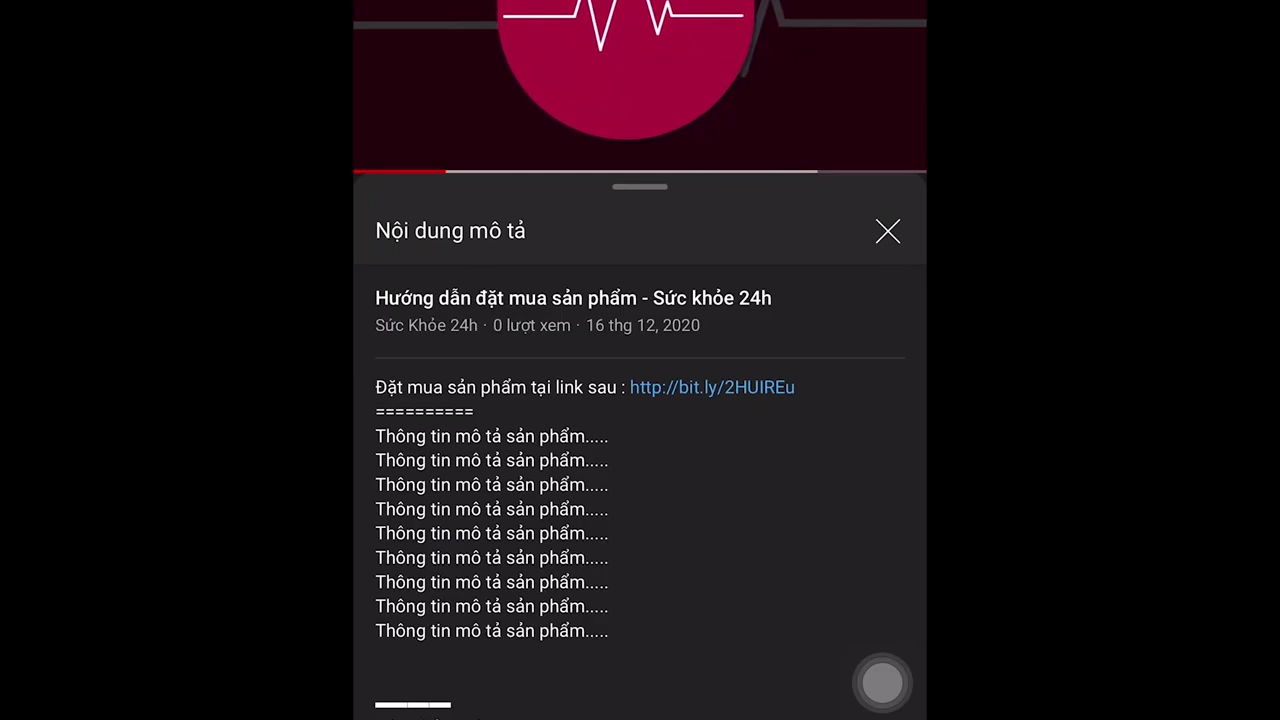 Nội dung mô tả
Hướng dẫn đặt mua sản phẩm - Sức khỏe 24h
Sức Khỏe 24h · 0 lượt xem · 16 thg 12, 2020
Đặt mua sản phẩm tại link sau : http://bit.ly/2HUIREu
==========
Thông tin mô tả sản phẩm.....
Thông tin mô tả sản phẩm.....
Thông tin mô tả sản phẩm.....
Thông tin mô tả sản phẩm.....
Thông tin mô tả sản phẩm.....
Thông tin mô tả sản phẩm.....
Thông tin mô tả sản phẩm.....
Thông tin mô tả sản phẩm.....
Thông tin mô tả sản phẩm.....